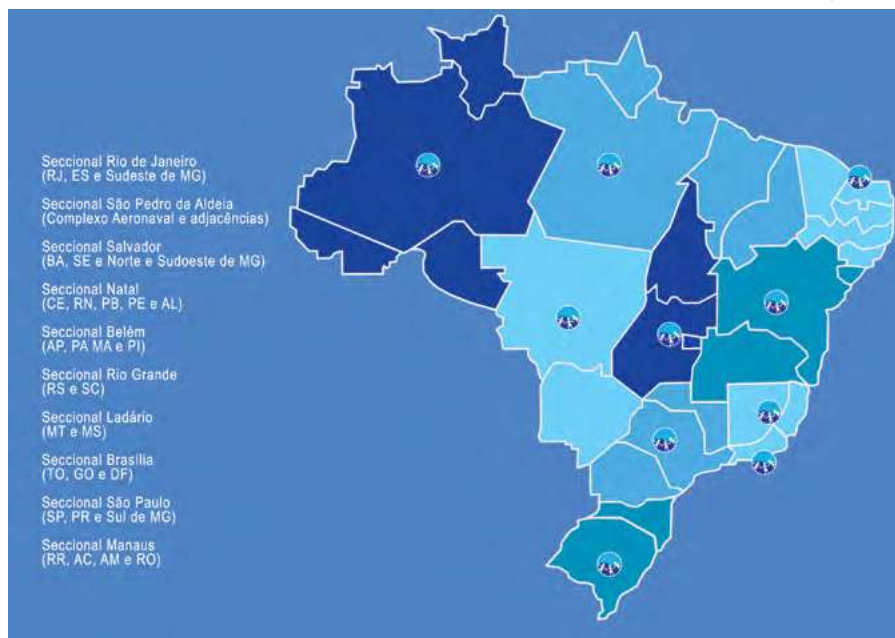 Seccional Rio de Janeiro
(RJ, ES e Sudeste de MG)
Seccional São Pedro da Aldeia
(Complexo Aeronaval e adjacências)
Seccional Salvador
(BA, SE e Norte e Sudoeste de MG)
Seccional Natal
(CE, RN, PB, PE e AL)
Seccional Belém
(AP, PA MA e PI)
Seccional Rio Grande
(RS e SC)
Seccional Ladário
(MT e MS)
Seccional Brasília
(TO, GO e DF)
Seccional São Paulo
(SP, PR e Sul de MG)
Seccional Manaus
(RR, AC, AM e RO)